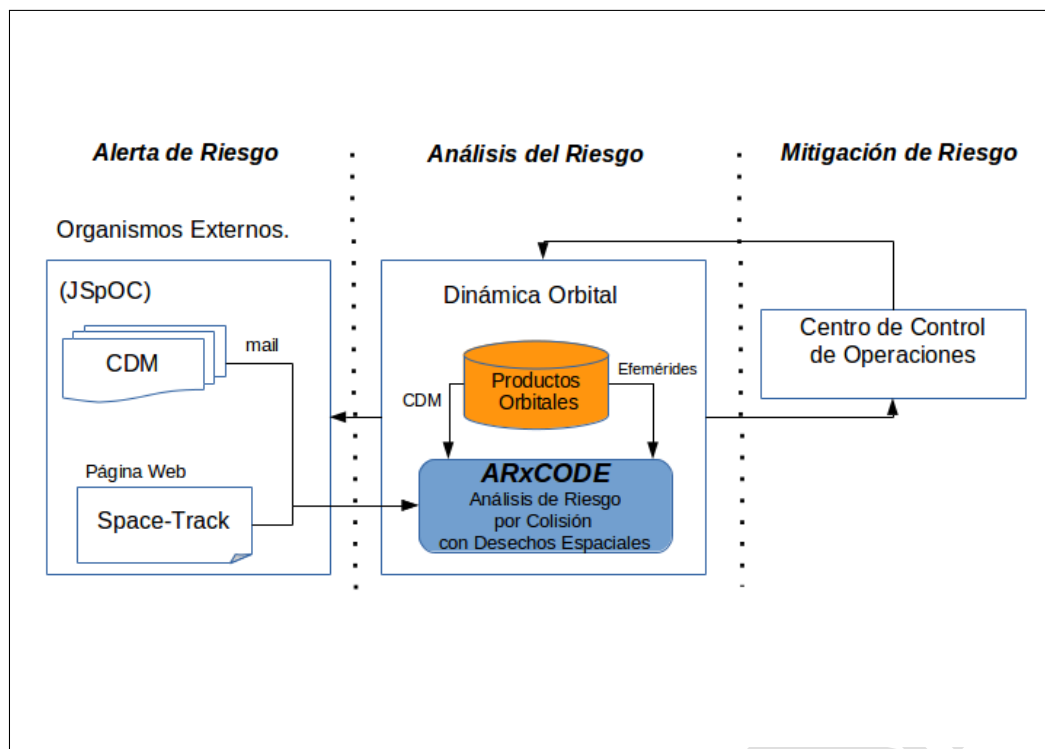 Alerta de Riesgo
Análisis del Riesgo
Mitigación de Riesgo
Organismos Externos.
(JSpOC)
CDM
mail
Página Web
Space-Track
Dinámica Orbital
Productos
Orbitales
CDM
Efemérides
ARxCODE
Análisis de Riesgo
por Colisión
con Desechos Espaciales
Centro de Control
de Operaciones